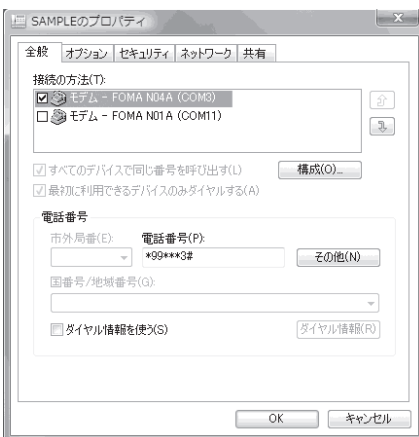 SAMPLEのプロパティ
全般 オプション セキュリティ ネットワーク 共有
接続の方法(T):
モデム - FOMA N04A (COM3)
モデム - FOMA N01A (COM11)
すべてのデバイスで同じ番号を呼び出す(L)
構成(O)...
最初に利用できるデバイスのみダイヤルする(A)
電話番号
市外局番(E): 電話番号(P):
*99***3# その他(N)
国番号/地域番号(G):
ダイヤル情報を使う(S) ダイヤル情報(R)
OK キャンセル